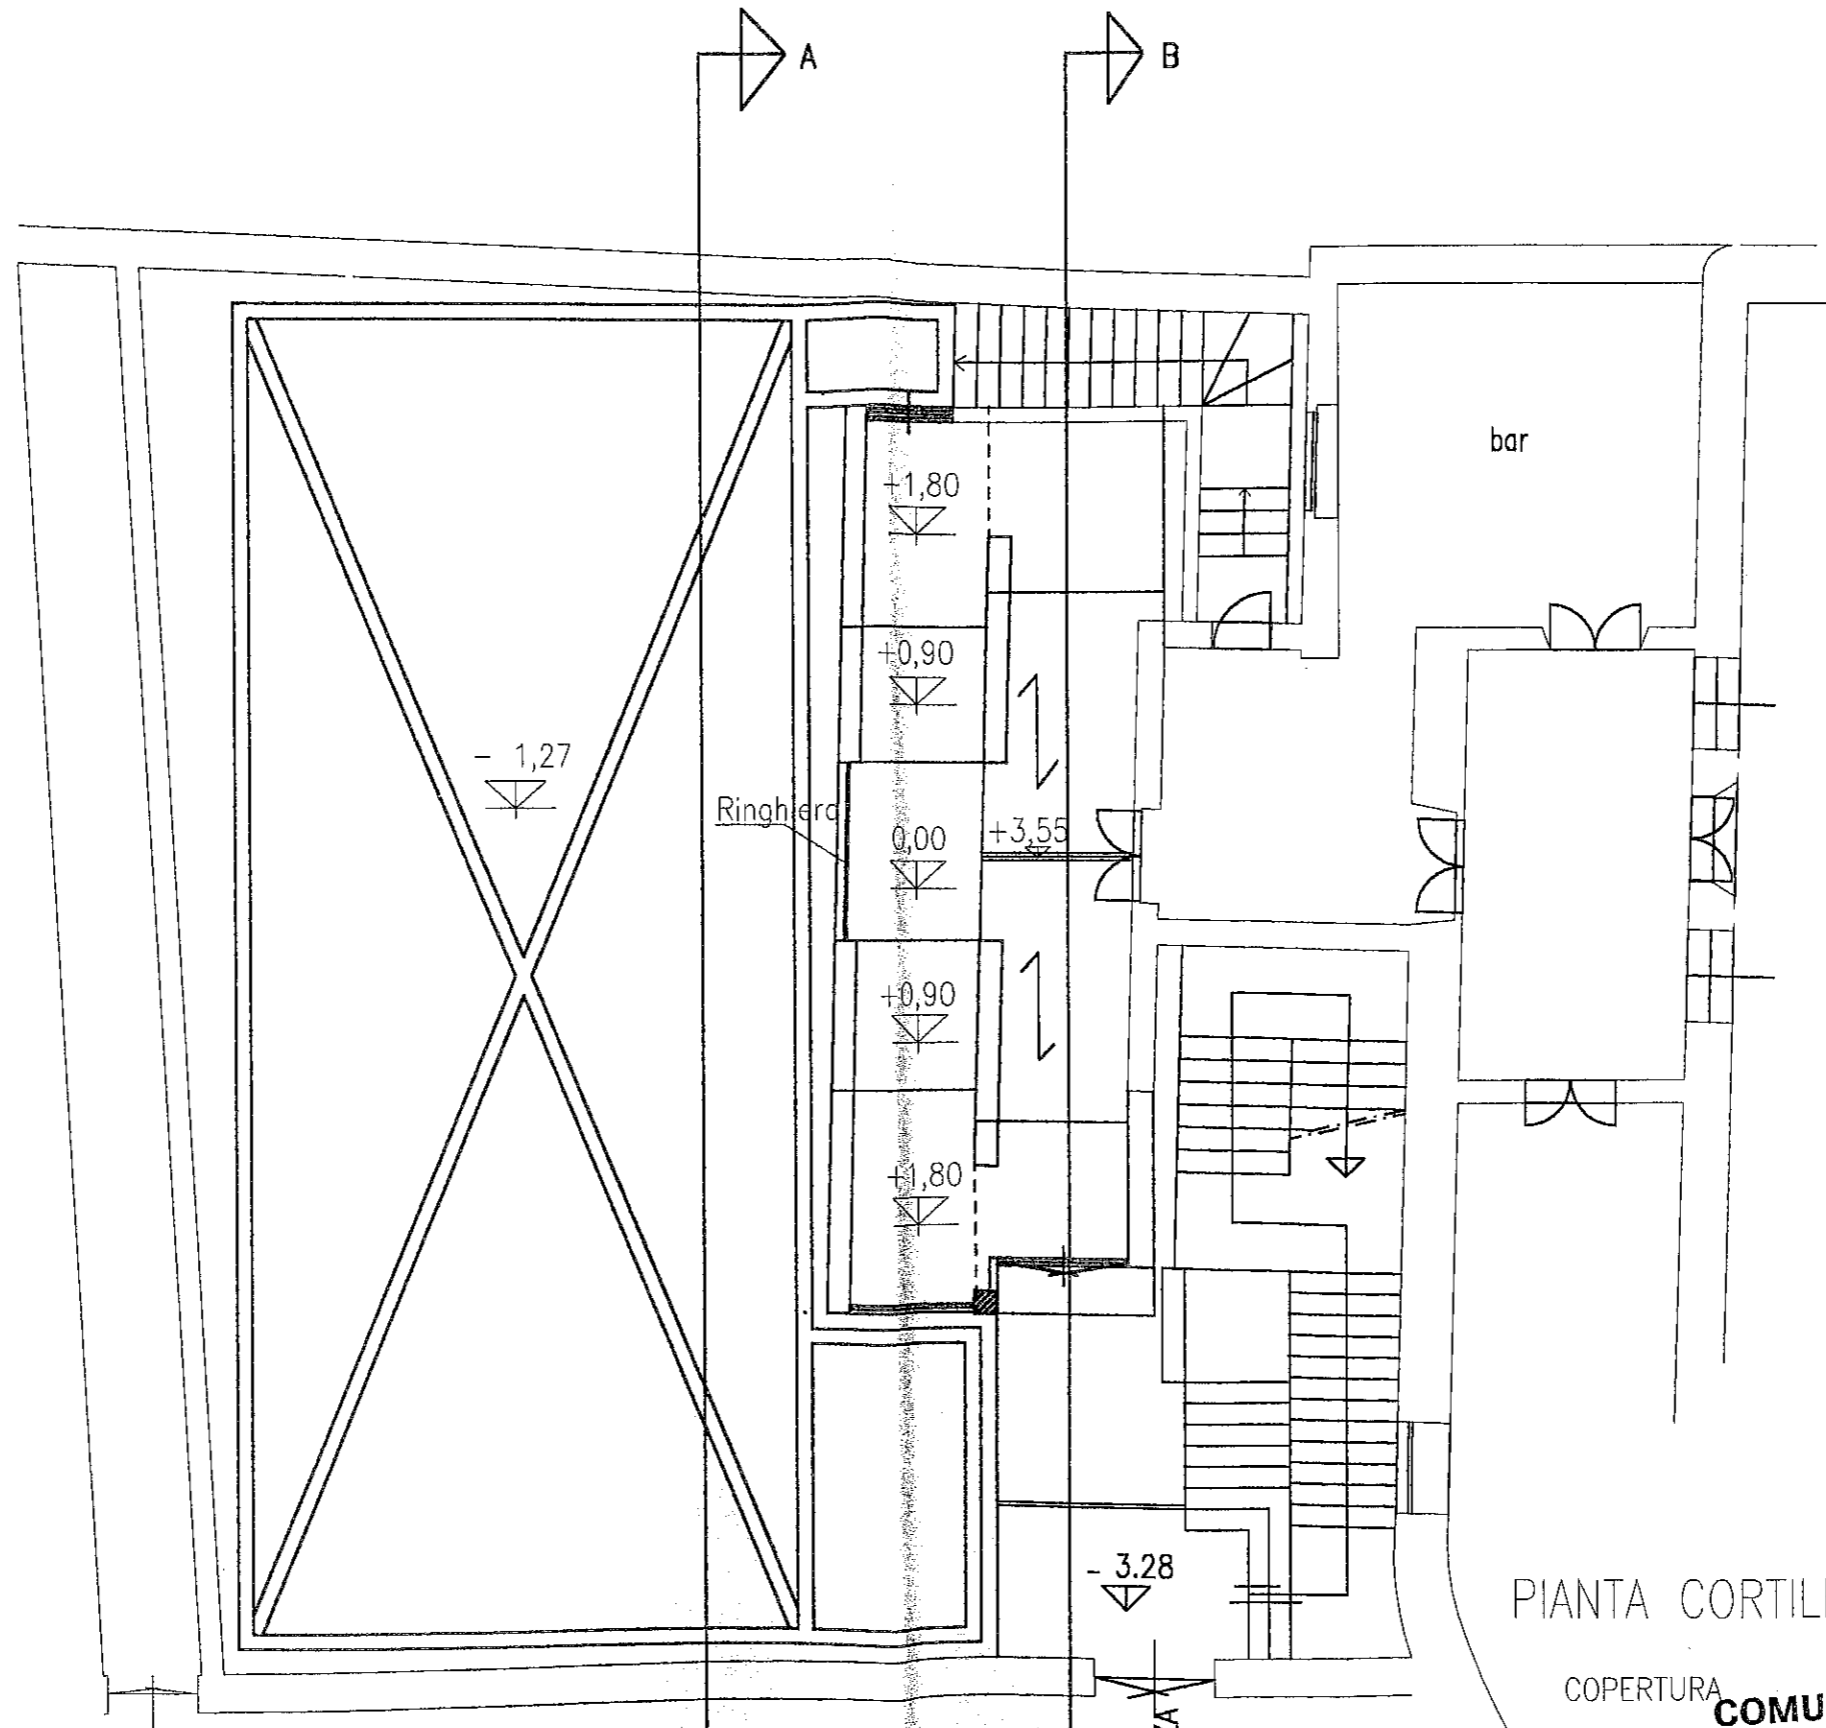 A
B
bar
+1,80
+0,90
- 1,27
Ringhiera
0,00
+3,55
+0,90
+1,80
- 3.28
PIANTA CORTIL
COPERTURA
COMU